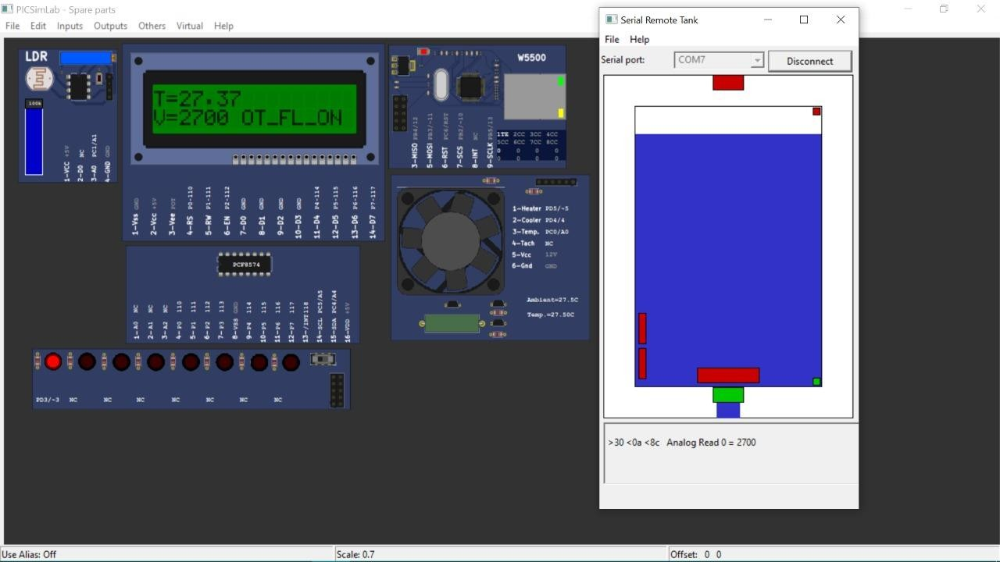 PICSimLab - Spare parts
File Edit Inputs Outputs Others Virtual Help
LDR
100k
1-VCC +5V
2-D0 NC
3-A0 PC1/A1
4-GND GND
T=27.37
V=2700 OT_FL_ON
1-Vss GND
2-Vcc +5V
3-Vee POT
4-RS P0-110
5-RW P1-111
6-EN P2-112
7-D0 GND
8-D1 GND
9-D2 GND
10-D3 GND
11-D4 P4-114
12-D5 P5-115
13-D6 P6-116
14-D7 P7-117
W5500
3-MISO PB4/12
5-MOSI PB3/~11
6-RST PC6/RST
7-SCS PB2/~10
8-INT NC
9-SCLK PB5/13
1TE 2CC 3CC 4CC
5CC 6CC 7CC 8CC
0 0 0 0
0 0 0 0
1-Heater PD5/~5
2-Cooler PD4/4
3-Temp. PC0/A0
4-Tach NC
5-Vcc 12V
6-Gnd GND
Ambient=27.5C
Temp.=27.50C
PCF8574
1-A0 NC
2-A1 NC
3-A2 NC
4-P0 110
5-P1 111
6-P2 112
7-P3 113
8-VSS GND
9-P4 114
10-P5 115
11-P6 116
12-P7 117
13-/INT118
14-SCL PC5/A5
15-SDA PC4/A4
16-VDD +5V
PD3/~3 NC NC NC NC NC NC NC
Serial Remote Tank
File Help
Serial port: COM7 Disconnect
>30 <0a <8c Analog Read 0 = 2700
Use Alias: Off
Scale: 0.7
Offset: 0 0